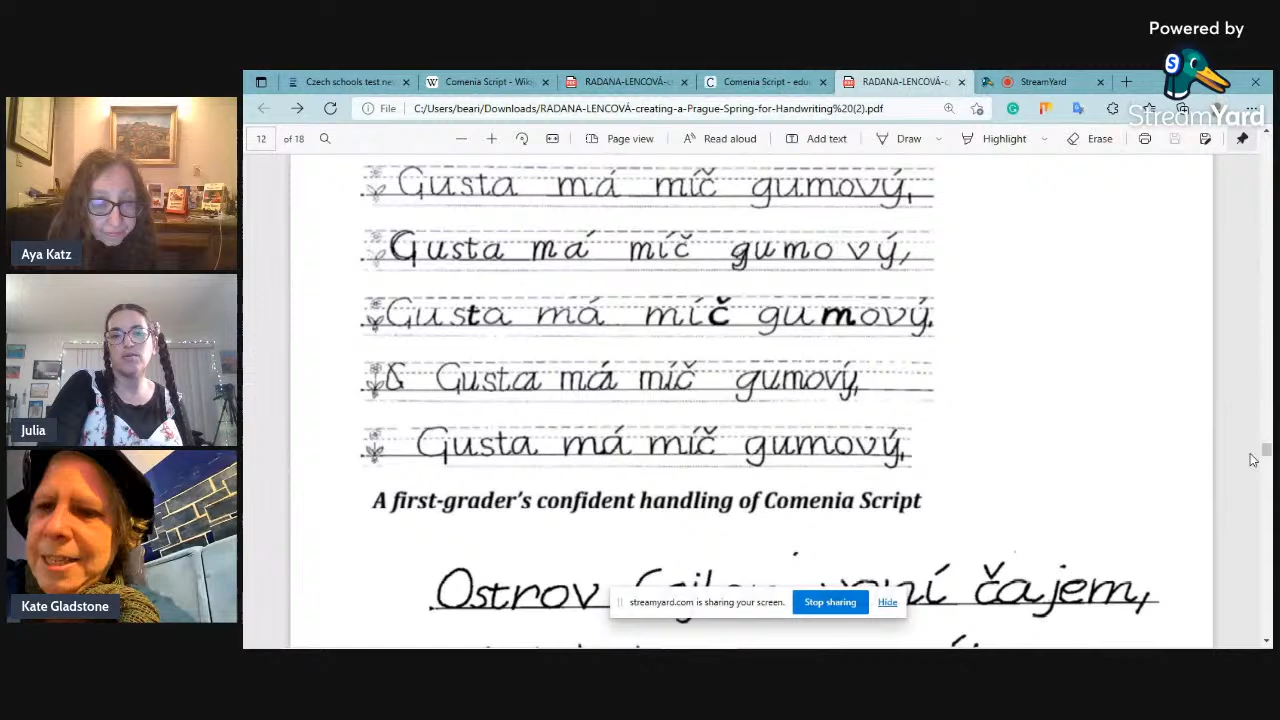 Powered by
StreamYard
Czech schools test ne
Comenia Script - Wiki
RADANA-LENCOVÁ-c
Comenia Script - edu
RADANA-LENCOVÁ-c
StreamYard
File C:/Users/beari/Downloads/RADANA-LENCOVÁ-creating-a-Prague-Spring-for-Handwriting%20(2).pdf
12 of 18 Page view Read aloud Add text Draw Highlight Erase
Gusta má míč gumový,
Gusta má míč gumový,
Gusta má míč gumový.
& Gusta má míč gumový,
Gusta má míč gumový,
A first-grader's confident handling of Comenia Script
Ostrov čajem,
streamyard.com is sharing your screen. Stop sharing Hide
Aya Katz
Julia
Kate Gladstone